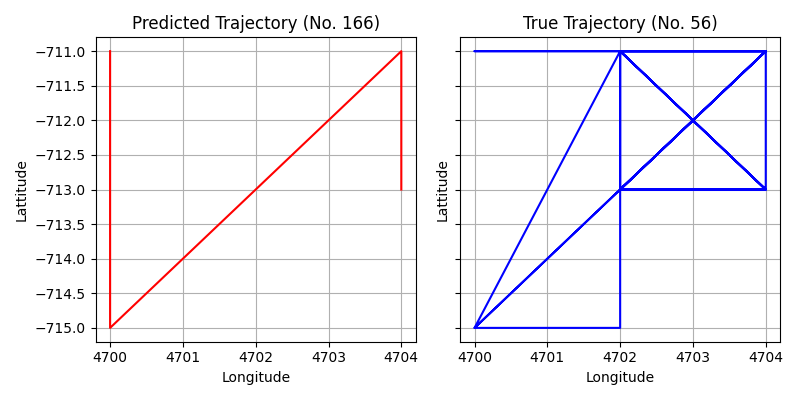 Predicted Trajectory (No. 166)
True Trajectory (No. 56)
−711.0
−711.5
−712.0
−712.5
−713.0
−713.5
−714.0
−714.5
−715.0
Lattitude
Lattitude
4700 4701 4702 4703 4704
4700 4701 4702 4703 4704
Longitude
Longitude